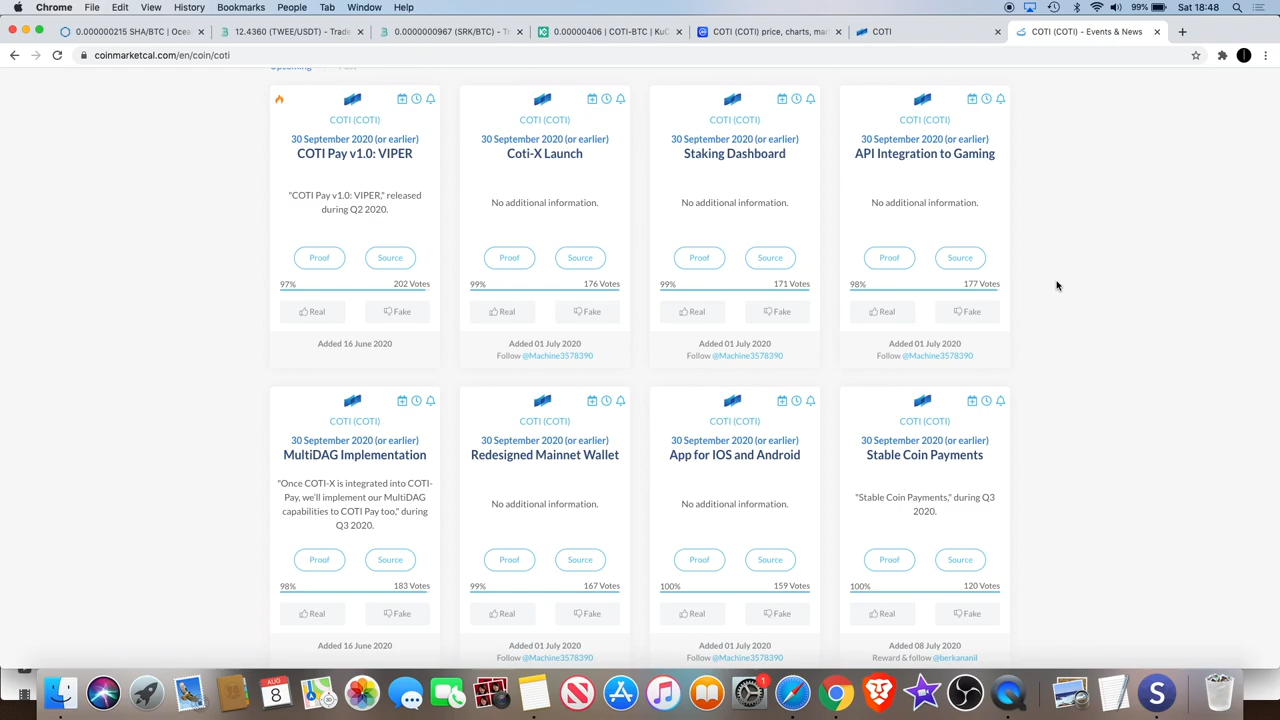 Chrome File Edit View History Bookmarks People Tab Window Help 99% Sat 18:48
0.000000215 SHA/BTC | Ocea
12.4360 (TWEE/USDT) - Trade
0.0000000967 (SRK/BTC) - Tr
0.00000406 | COTI-BTC | KuC
COTI (COTI) price, charts, ma
COTI
COTI (COTI) - Events & News
coinmarketcal.com/en/coin/coti
COTI (COTI) COTI (COTI) COTI (COTI) COTI (COTI)
30 September 2020 (or earlier) 30 September 2020 (or earlier) 30 September 2020 (or earlier) 30 September 2020 (or earlier)
COTI Pay v1.0: VIPER Coti-X Launch Staking Dashboard API Integration to Gaming
"COTI Pay v1.0: VIPER," released
during Q2 2020.
No additional information. No additional information. No additional information.
Proof Source Proof Source Proof Source Proof Source
97% 202 Votes 99% 176 Votes 99% 171 Votes 98% 177 Votes
Real Fake Real Fake Real Fake Real Fake
Added 16 June 2020 Added 01 July 2020 Added 01 July 2020 Added 01 July 2020
Follow @Machine3578390 Follow @Machine3578390 Follow @Machine3578390
COTI (COTI) COTI (COTI) COTI (COTI) COTI (COTI)
30 September 2020 (or earlier) 30 September 2020 (or earlier) 30 September 2020 (or earlier) 30 September 2020 (or earlier)
MultiDAG Implementation Redesigned Mainnet Wallet App for IOS and Android Stable Coin Payments
"Once COTI-X is integrated into COTI-
Pay, we'll implement our MultiDAG
capabilities to COTI Pay too," during
Q3 2020.
No additional information. No additional information.
"Stable Coin Payments," during Q3
2020.
Proof Source Proof Source Proof Source Proof Source
98% 183 Votes 99% 167 Votes 100% 159 Votes 100% 120 Votes
Real Fake Real Fake Real Fake Real Fake
Added 16 June 2020 Added 01 July 2020 Added 01 July 2020 Added 08 July 2020
Follow @Machine3578390 Follow @Machine3578390 Reward & follow @berkananil
AUG
8
1
S